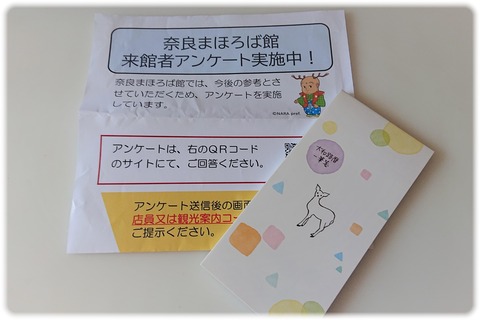 奈良まほろば館
来館者アンケート実施中！
奈良まほろば館では、今後の参考とさ
せていただくため、アンケートを実施
しています。
©NARA pref.
アンケートは、右のＱＲコード
のサイトにて、ご回答ください。
アンケート送信後の画面
店員又は観光案内コー
ご提示ください。